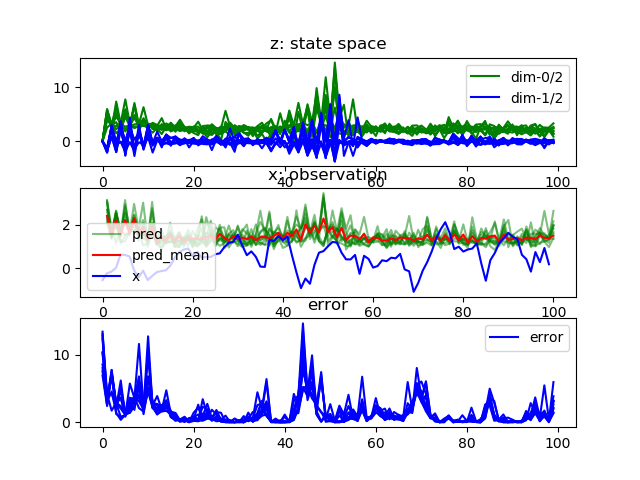 z: state space
10
0
dim-0/2
dim-1/2
0 20 40 60 80 100
x: observation
2
0
pred
pred_mean
x
0 20 40 60 80 100
error
10
0
error
0 20 40 60 80 100